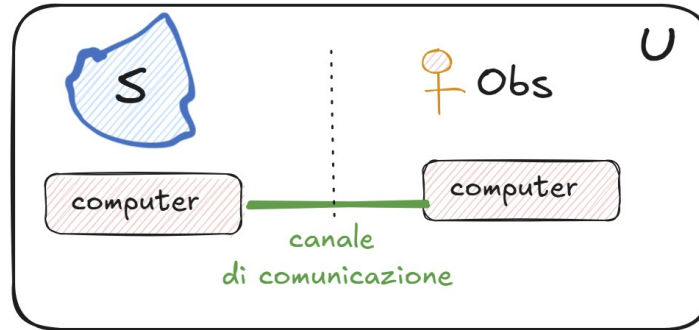 U
S
Obs
computer
computer
canale
di comunicazione